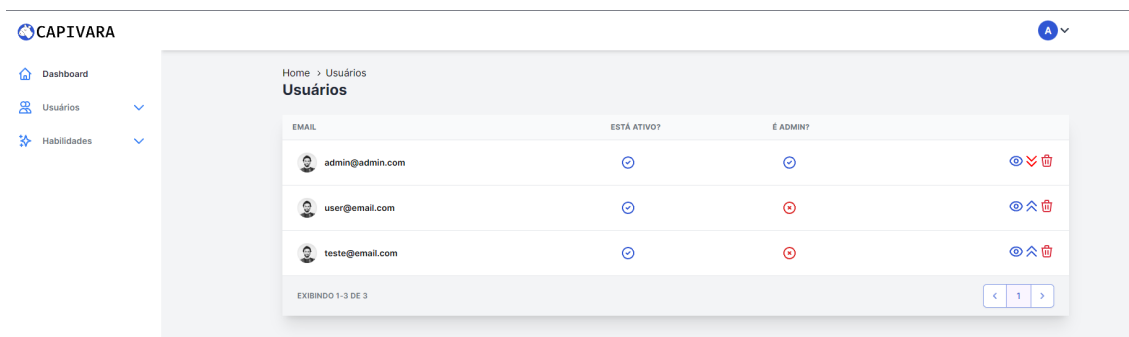 CAPIVARA
A
Dashboard
Usuários
Habilidades
Home > Usuários
Usuários
EMAIL ESTÁ ATIVO? É ADMIN?
admin@admin.com
user@email.com
teste@email.com
EXIBINDO 1-3 DE 3
1